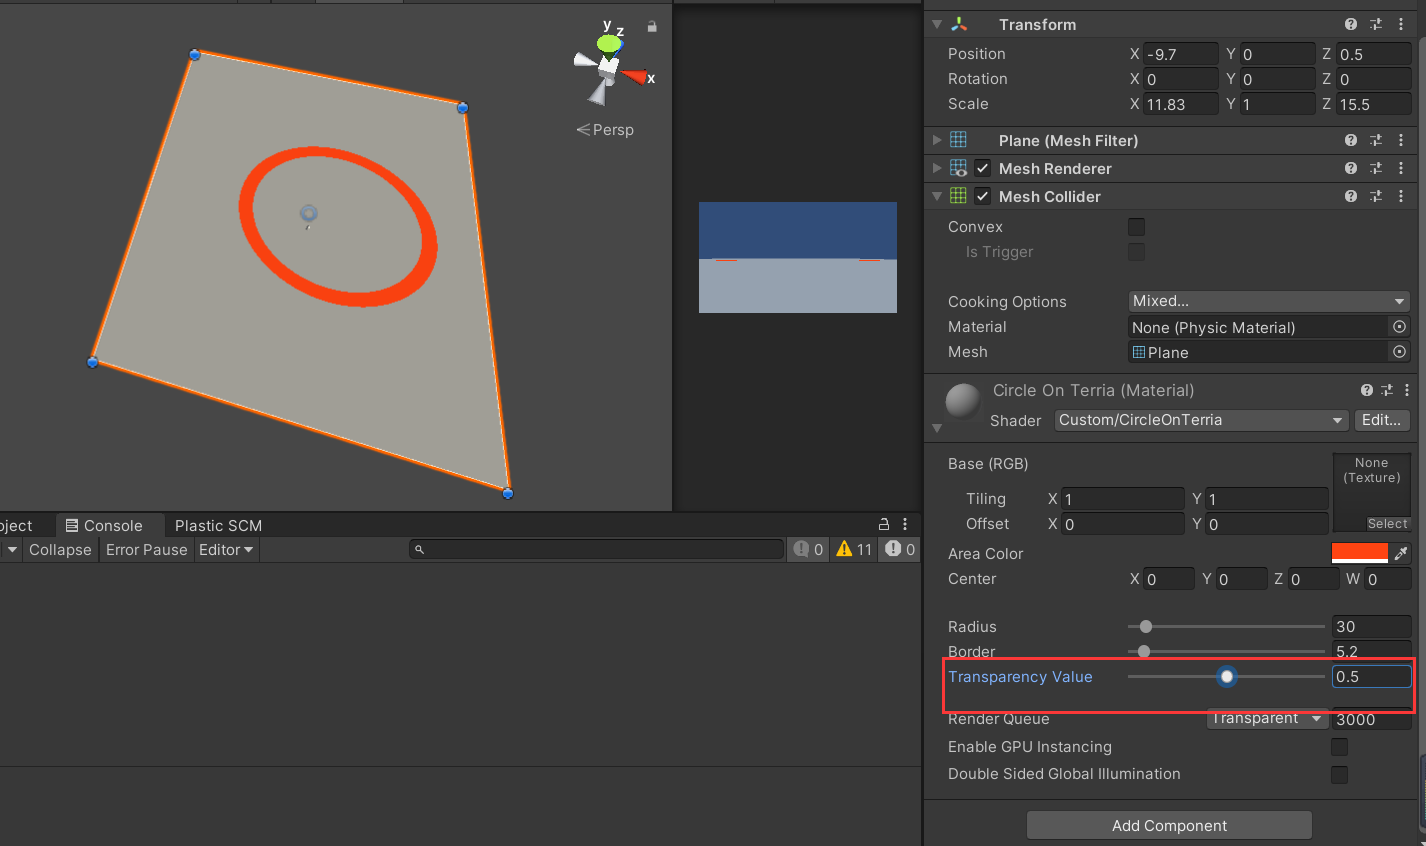 y
z
x
Persp
Transform
Position X -9.7 Y 0 Z 0.5
Rotation X 0 Y 0 Z 0
Scale X 11.83 Y 1 Z 15.5
Plane (Mesh Filter)
Mesh Renderer
Mesh Collider
Convex
Is Trigger
Cooking Options Mixed...
Material None (Physic Material)
Mesh Plane
Circle On Terria (Material)
Shader Custom/CircleOnTerria Edit...
Base (RGB) None
(Texture)
Tiling X 1 Y 1
Offset X 0 Y 0 Select
Area Color
Center X 0 Y 0 Z 0 W 0
Radius 30
Border 5.2
Transparency Value 0.5
Render Queue Transparent 3000
Enable GPU Instancing
Double Sided Global Illumination
Add Component
oject Console Plastic SCM
Collapse Error Pause Editor 0 11 0